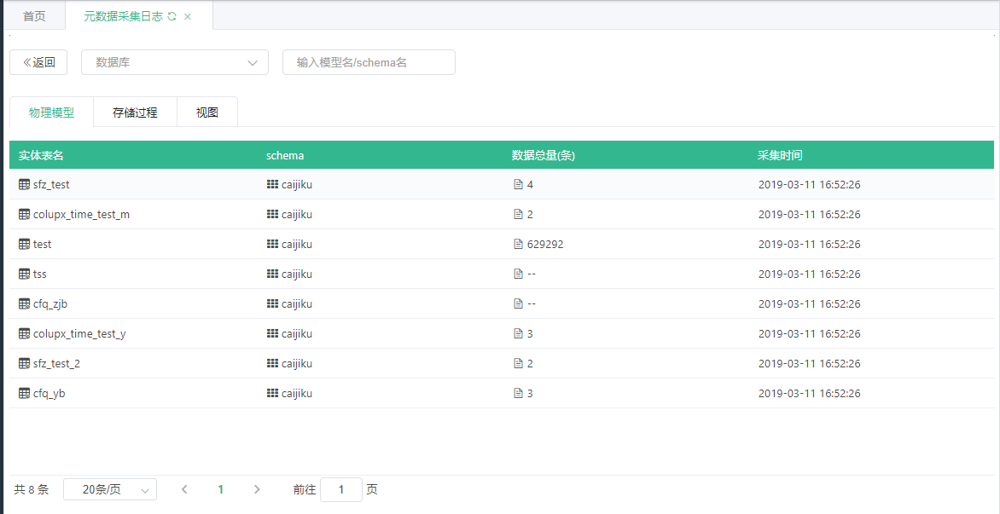 首页 元数据采集日志
返回 数据库 输入模型名/schema名
物理模型 存储过程 视图
实体表名 schema 数据总量(条) 采集时间
sfz_test caijiku 4 2019-03-11 16:52:26
colupx_time_test_m caijiku 2 2019-03-11 16:52:26
test caijiku 629292 2019-03-11 16:52:26
tss caijiku -- 2019-03-11 16:52:26
cfq_zjb caijiku -- 2019-03-11 16:52:26
colupx_time_test_y caijiku 3 2019-03-11 16:52:26
sfz_test_2 caijiku 2 2019-03-11 16:52:26
cfq_yb caijiku 3 2019-03-11 16:52:26
共 8 条 20条/页 1 前往 1 页